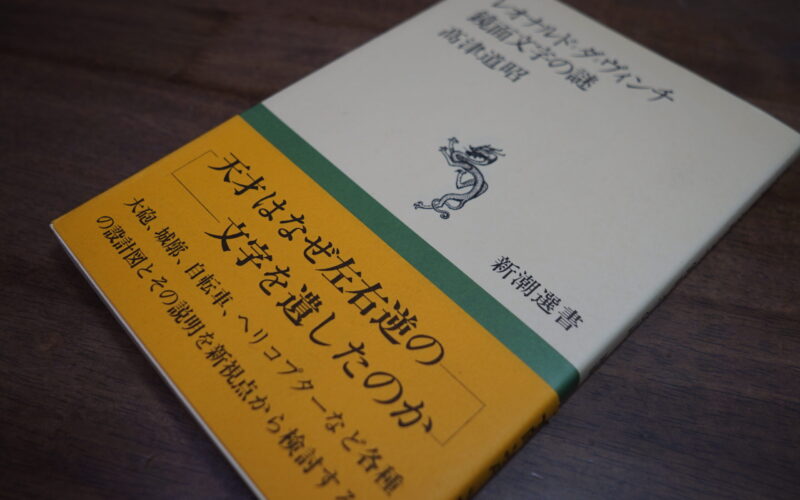 レオナルド・ダ・ヴィンチ
鏡面文字の謎
高津道昭
新潮選書
天才はなぜ左右逆の
文字を遺したのか
大砲、城廓、自転車、ヘリコプターなど各種
の設計図とその説明を新視点から検討する